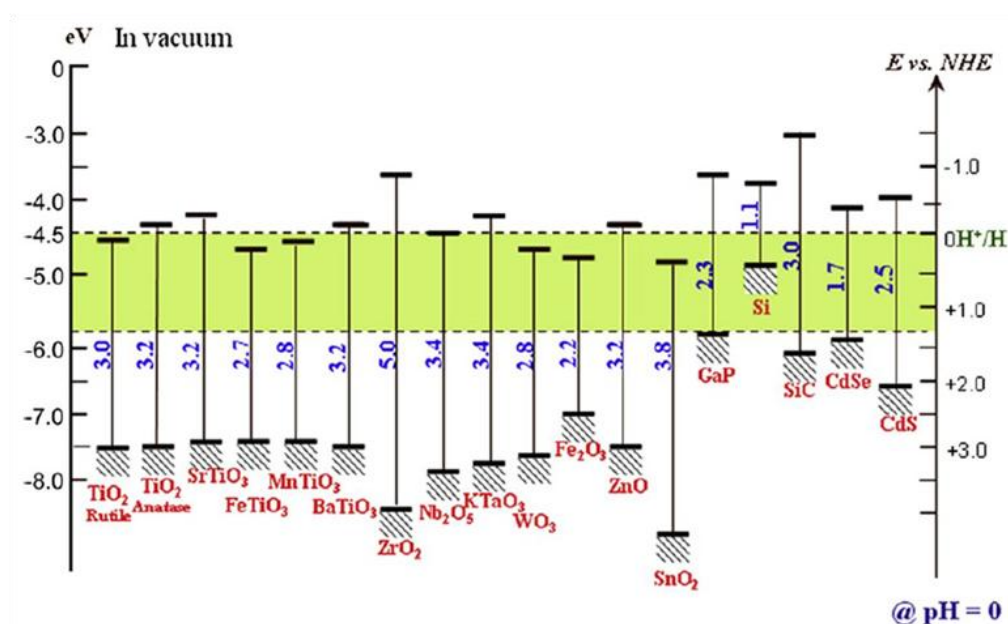 eV In vacuum
E vs. NHE
0
-3.0
-4.0
-4.5
-5.0
-6.0
-7.0
-8.0
-1.0
0H⁺/H
+1.0
+2.0
+3.0
3.0
3.2
3.2
2.7
2.8
3.2
5.0
3.4
3.4
2.8
2.2
3.2
3.8
2.3
1.1
3.0
1.7
2.5
TiO₂
Rutile
TiO₂
Anatase
SrTiO₃
FeTiO₃
MnTiO₃
BaTiO₃
ZrO₂
Nb₂O₅
KTaO₃
WO₃
Fe₂O₃
ZnO
SnO₂
GaP
Si
SiC
CdSe
CdS
@ pH = 0